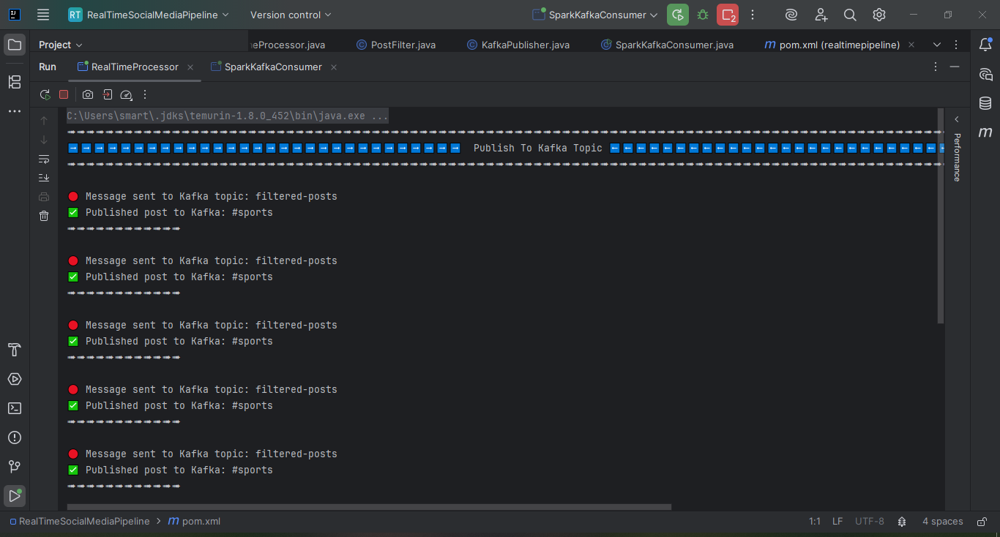 RT RealTimeSocialMediaPipeline Version control SparkKafkaConsumer 2
Project eProcessor.java PostFilter.java KafkaPublisher.java SparkKafkaConsumer.java m pom.xml (realtimepipeline)
Run RealTimeProcessor SparkKafkaConsumer
C:\Users\smart\.jdks\temurin-1.8.0_452\bin\java.exe ...
Publish To Kafka Topic
Performance
🔴 Message sent to Kafka topic: filtered-posts
✅ Published post to Kafka: #sports
🔴 Message sent to Kafka topic: filtered-posts
✅ Published post to Kafka: #sports
🔴 Message sent to Kafka topic: filtered-posts
✅ Published post to Kafka: #sports
🔴 Message sent to Kafka topic: filtered-posts
✅ Published post to Kafka: #sports
🔴 Message sent to Kafka topic: filtered-posts
✅ Published post to Kafka: #sports
RealTimeSocialMediaPipeline > m pom.xml 1:1 LF UTF-8 4 spaces